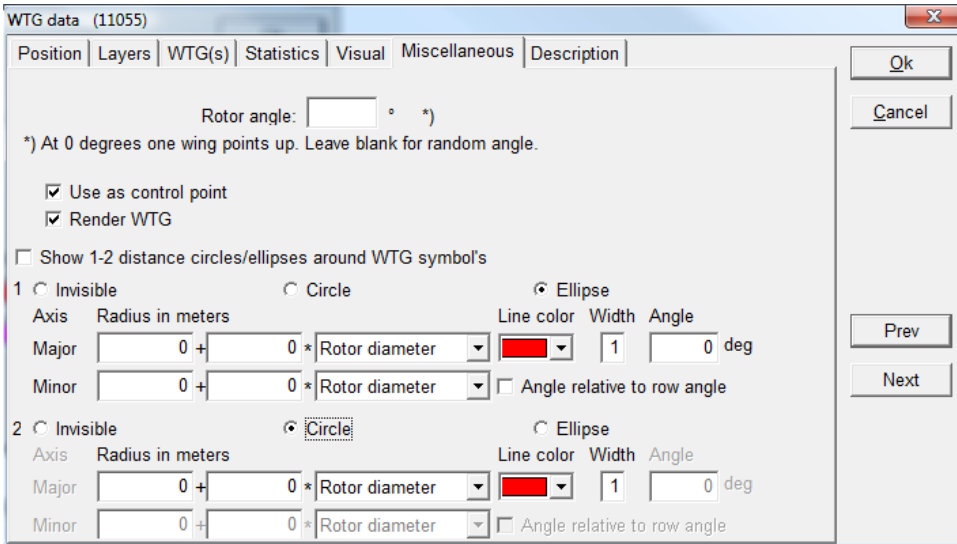 WTG data (11055)
Position Layers WTG(s) Statistics Visual Miscellaneous Description
Ok
Cancel
Rotor angle: ° *)
*) At 0 degrees one wing points up. Leave blank for random angle.
Use as control point
Render WTG
Show 1-2 distance circles/ellipses around WTG symbol's
1 Invisible Circle Ellipse
Axis Radius in meters Line color Width Angle
Major 0 + 0 * Rotor diameter 1 0 deg
Minor 0 + 0 * Rotor diameter Angle relative to row angle
Prev
Next
2 Invisible Circle Ellipse
Axis Radius in meters Line color Width Angle
Major 0 + 0 * Rotor diameter 1 0 deg
Minor 0 + 0 * Rotor diameter Angle relative to row angle